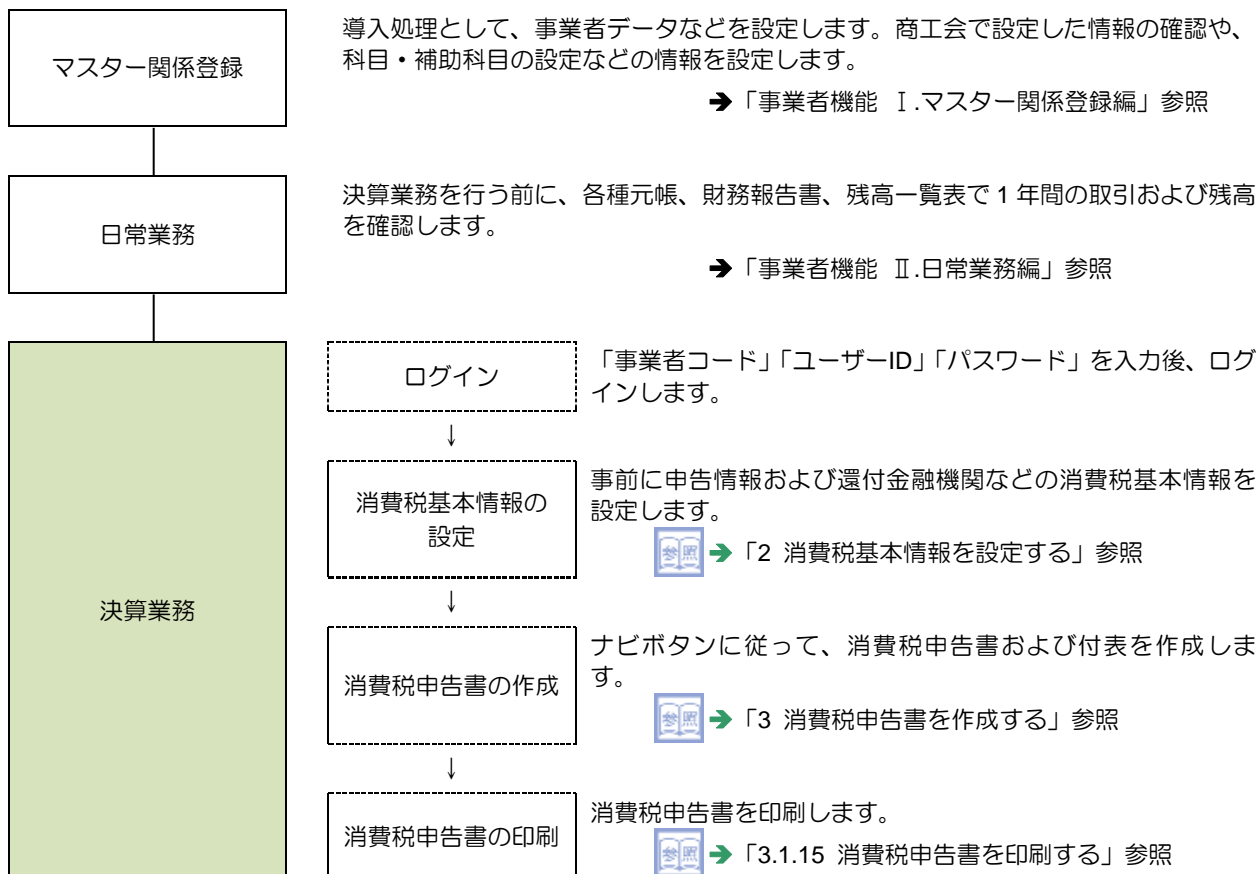 マスター関係登録
導入処理として、事業者データなどを設定します。商工会で設定した情報の確認や、
科目・補助科目の設定などの情報を設定します。
➔「事業者機能 Ⅰ.マスター関係登録編」参照
日常業務
決算業務を行う前に、各種元帳、財務報告書、残高一覧表で 1 年間の取引および残高
を確認します。
➔「事業者機能 Ⅱ.日常業務編」参照
決算業務
ログイン
「事業者コード」「ユーザーID」「パスワード」を入力後、ログ
インします。
↓
消費税基本情報の
設定
事前に申告情報および還付金融機関などの消費税基本情報を
設定します。
参照 ➔「2 消費税基本情報を設定する」参照
↓
消費税申告書の作成
ナビボタンに従って、消費税申告書および付表を作成しま
す。
参照 ➔「3 消費税申告書を作成する」参照
↓
消費税申告書の印刷
消費税申告書を印刷します。
参照 ➔「3.1.15 消費税申告書を印刷する」参照